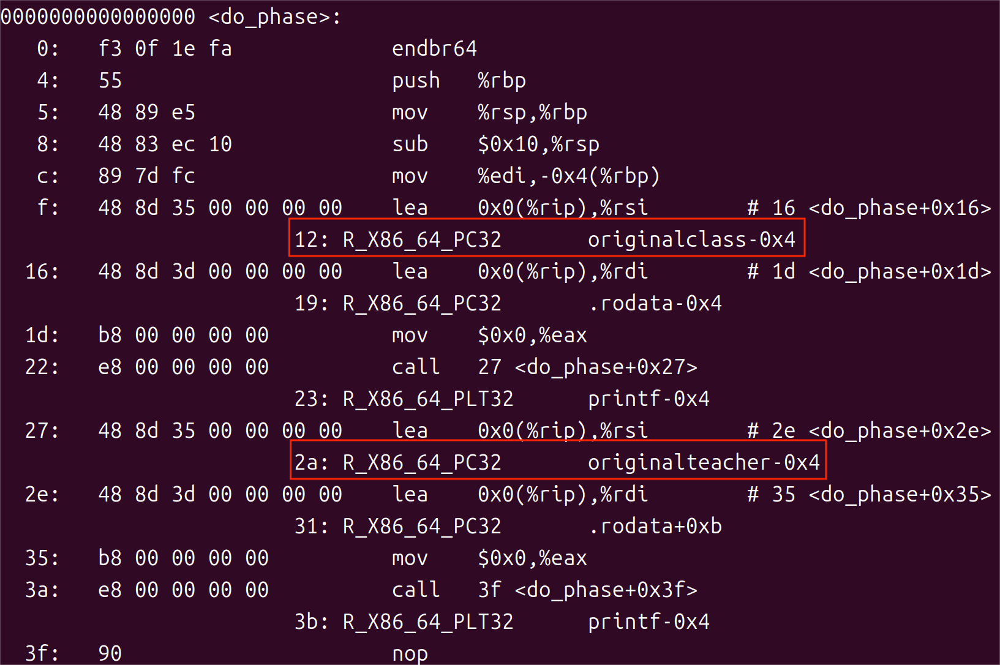 0000000000000000 <do_phase>:
0: f3 0f 1e fa endbr64
4: 55 push %rbp
5: 48 89 e5 mov %rsp,%rbp
8: 48 83 ec 10 sub $0x10,%rsp
c: 89 7d fc mov %edi,-0x4(%rbp)
f: 48 8d 35 00 00 00 00 lea 0x0(%rip),%rsi # 16 <do_phase+0x16>
12: R_X86_64_PC32 originalclass-0x4
16: 48 8d 3d 00 00 00 00 lea 0x0(%rip),%rdi # 1d <do_phase+0x1d>
19: R_X86_64_PC32 .rodata-0x4
1d: b8 00 00 00 00 mov $0x0,%eax
22: e8 00 00 00 00 call 27 <do_phase+0x27>
23: R_X86_64_PLT32 printf-0x4
27: 48 8d 35 00 00 00 00 lea 0x0(%rip),%rsi # 2e <do_phase+0x2e>
2a: R_X86_64_PC32 originalteacher-0x4
2e: 48 8d 3d 00 00 00 00 lea 0x0(%rip),%rdi # 35 <do_phase+0x35>
31: R_X86_64_PC32 .rodata+0xb
35: b8 00 00 00 00 mov $0x0,%eax
3a: e8 00 00 00 00 call 3f <do_phase+0x3f>
3b: R_X86_64_PLT32 printf-0x4
3f: 90 nop